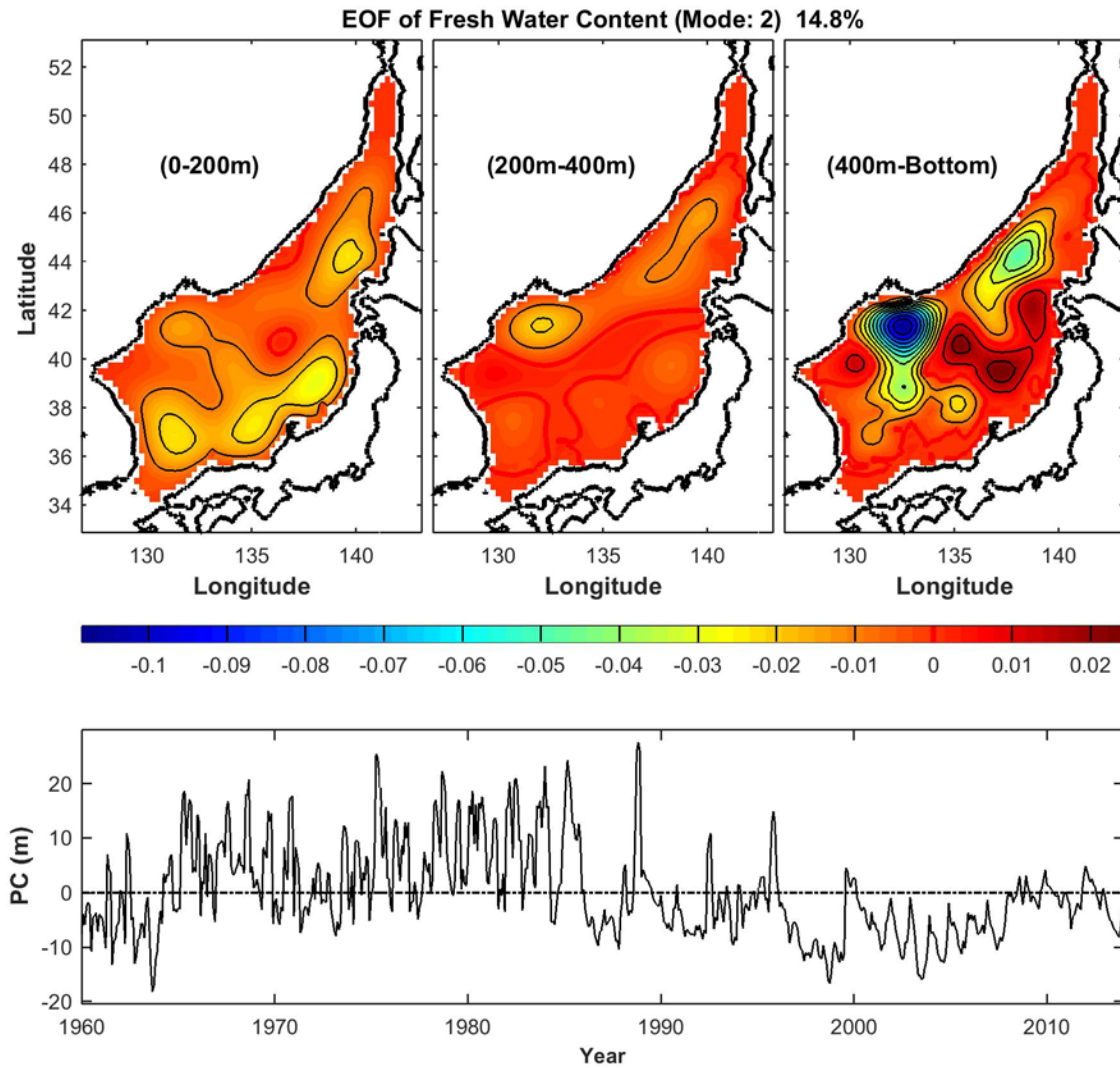 EOF of Fresh Water Content (Mode: 2) 14.8%
(0-200m)
(200m-400m)
(400m-Bottom)
Latitude
52
50
48
46
44
42
40
38
36
34
130 135 140
130 135 140
130 135 140
Longitude
Longitude
Longitude
-0.1 -0.09 -0.08 -0.07 -0.06 -0.05 -0.04 -0.03 -0.02 -0.01 0 0.01 0.02
PC (m)
20
10
0
-10
-20
1960 1970 1980 1990 2000 2010
Year